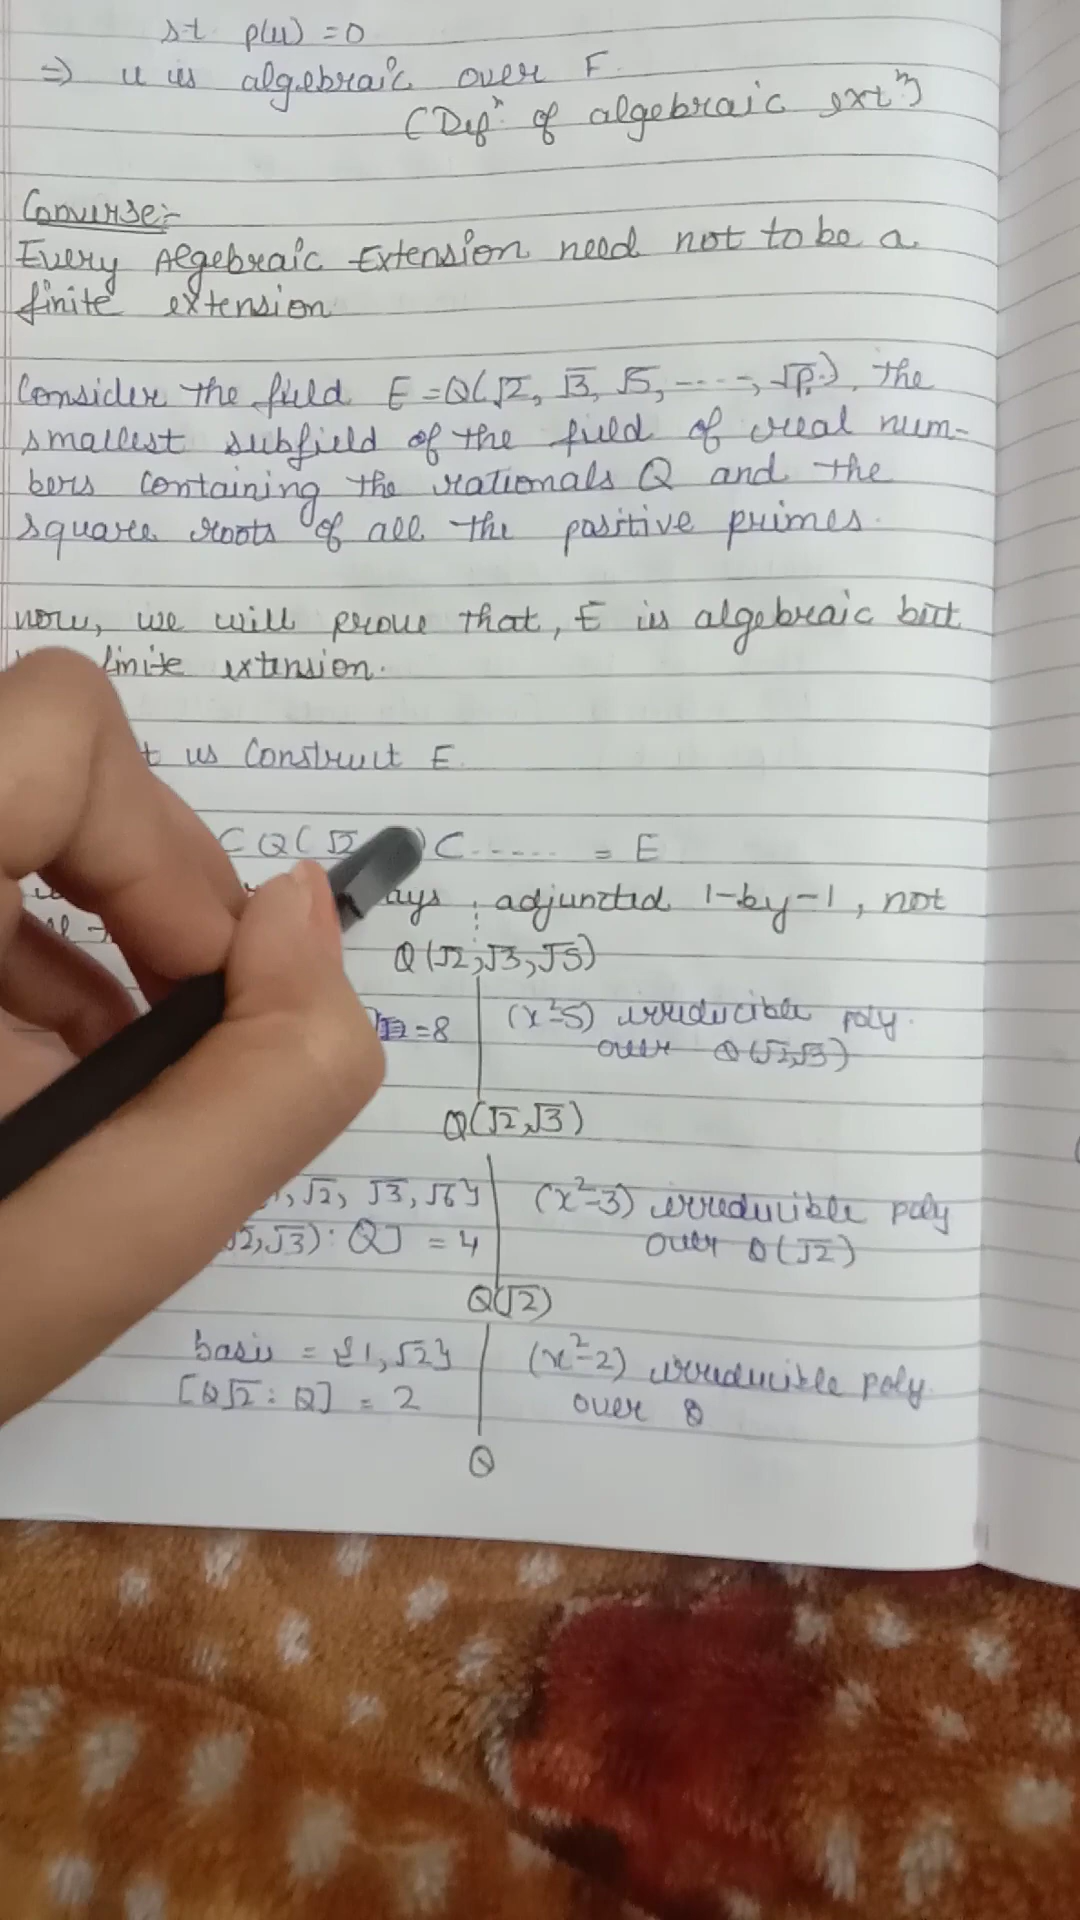 s.t p(u) = 0
⇒ u is algebraic over F.
(Defⁿ of algebraic extⁿ)
Converse:-
Every Algebraic Extension need not to be a
finite extension
Consider the field E = Q(√2, √3, √5, ----, √pᵢ..), the
smallest subfield of the field of real num-
bers containing the rationals Q and the
square roots of all the positive primes.
now, we will prove that, E is algebraic but
finite extension.
us Construct E.
⊂ Q(√2 ) ⊂ ..... = E
adjuncted 1-by-1, not
Q(√2, √3, √5)
= 8 (x²-5) irreducible poly.
over Q(√2,√3)
Q(√2,√3)
, √2, √3, √6} (x²-3) irreducible poly
√2,√3) : Q] = 4 over Q(√2)
Q(√2)
basis = {1, √2} (x²-2) irreducible poly.
[Q√2 : Q] = 2 over Q
Q